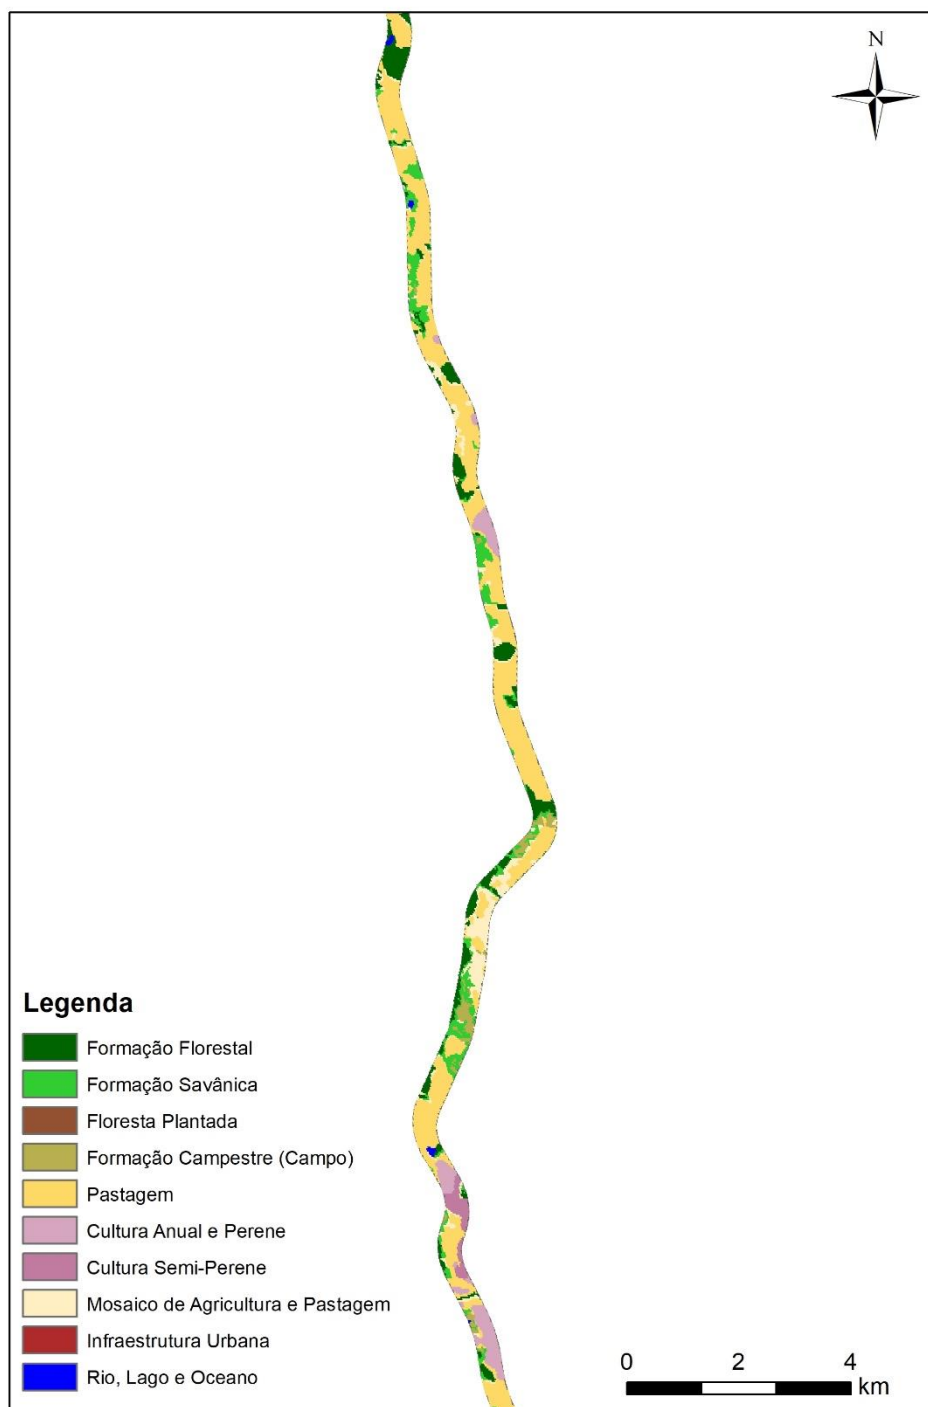 N
Legenda
Formação Florestal
Formação Savânica
Floresta Plantada
Formação Campestre (Campo)
Pastagem
Cultura Anual e Perene
Cultura Semi-Perene
Mosaico de Agricultura e Pastagem
Infraestrutura Urbana
Rio, Lago e Oceano
0 2 4
km